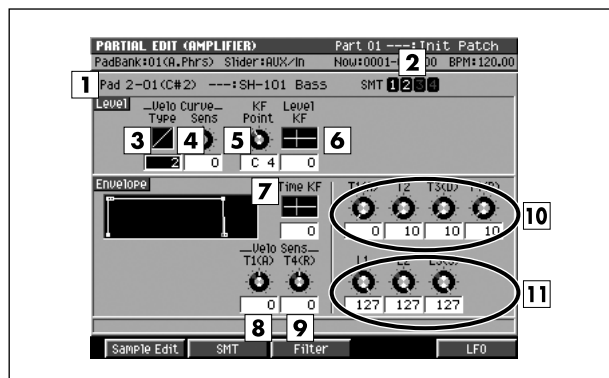 PARTIAL EDIT (AMPLIFIER) Part 01 ---:Init Patch
PadBank:01(A.Phrs) Slider:AUX/In Now:0001- 00 BPM:120.00
1 Pad 2-01(C#2) ---:SH-101 Bass SMT 1 2 3 4 2
Level Velo Curve KF Level
Type Sens Point KF
3 4 5 6
2 0 C 4 0
Envelope 7 Time KF T1(A) T2 T3(D) T4(R)
0 0 10 10 10 10
Velo Sens
T1(A) T4(R) L1 L2 L3(S)
0 0 127 127 127 11
8 9
Sample Edit SMT Filter LFO